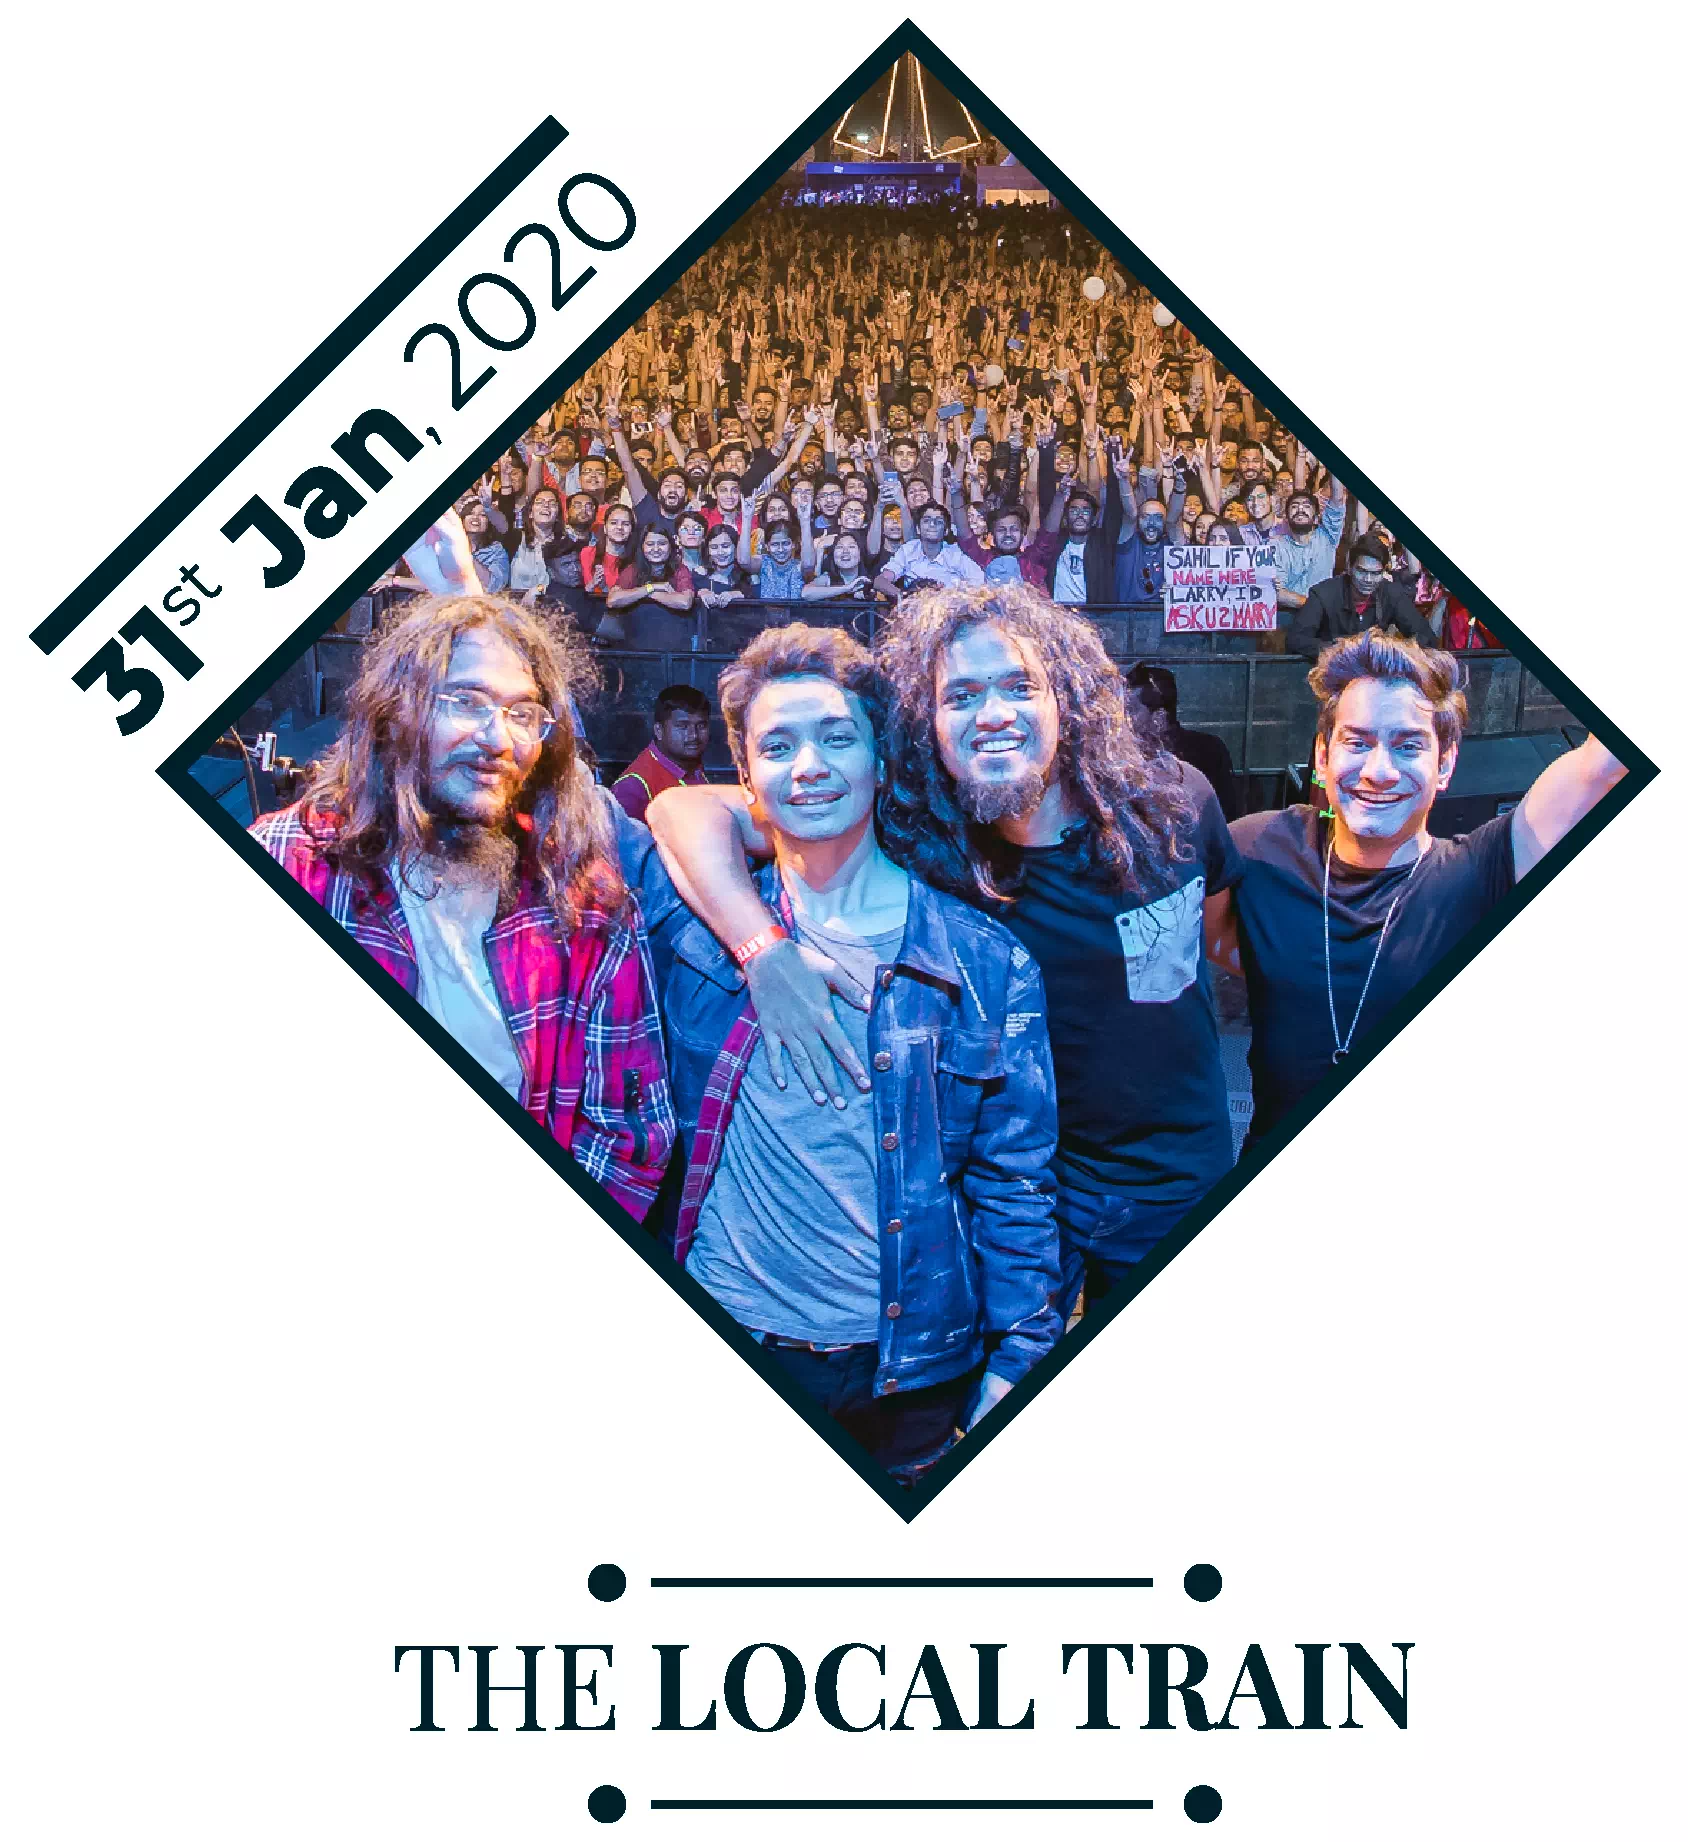 31st Jan, 2020
SAHIL IF YOUR
NAME WERE
LARRY, I'D
ASK U 2 MARRY
THE LOCAL TRAIN